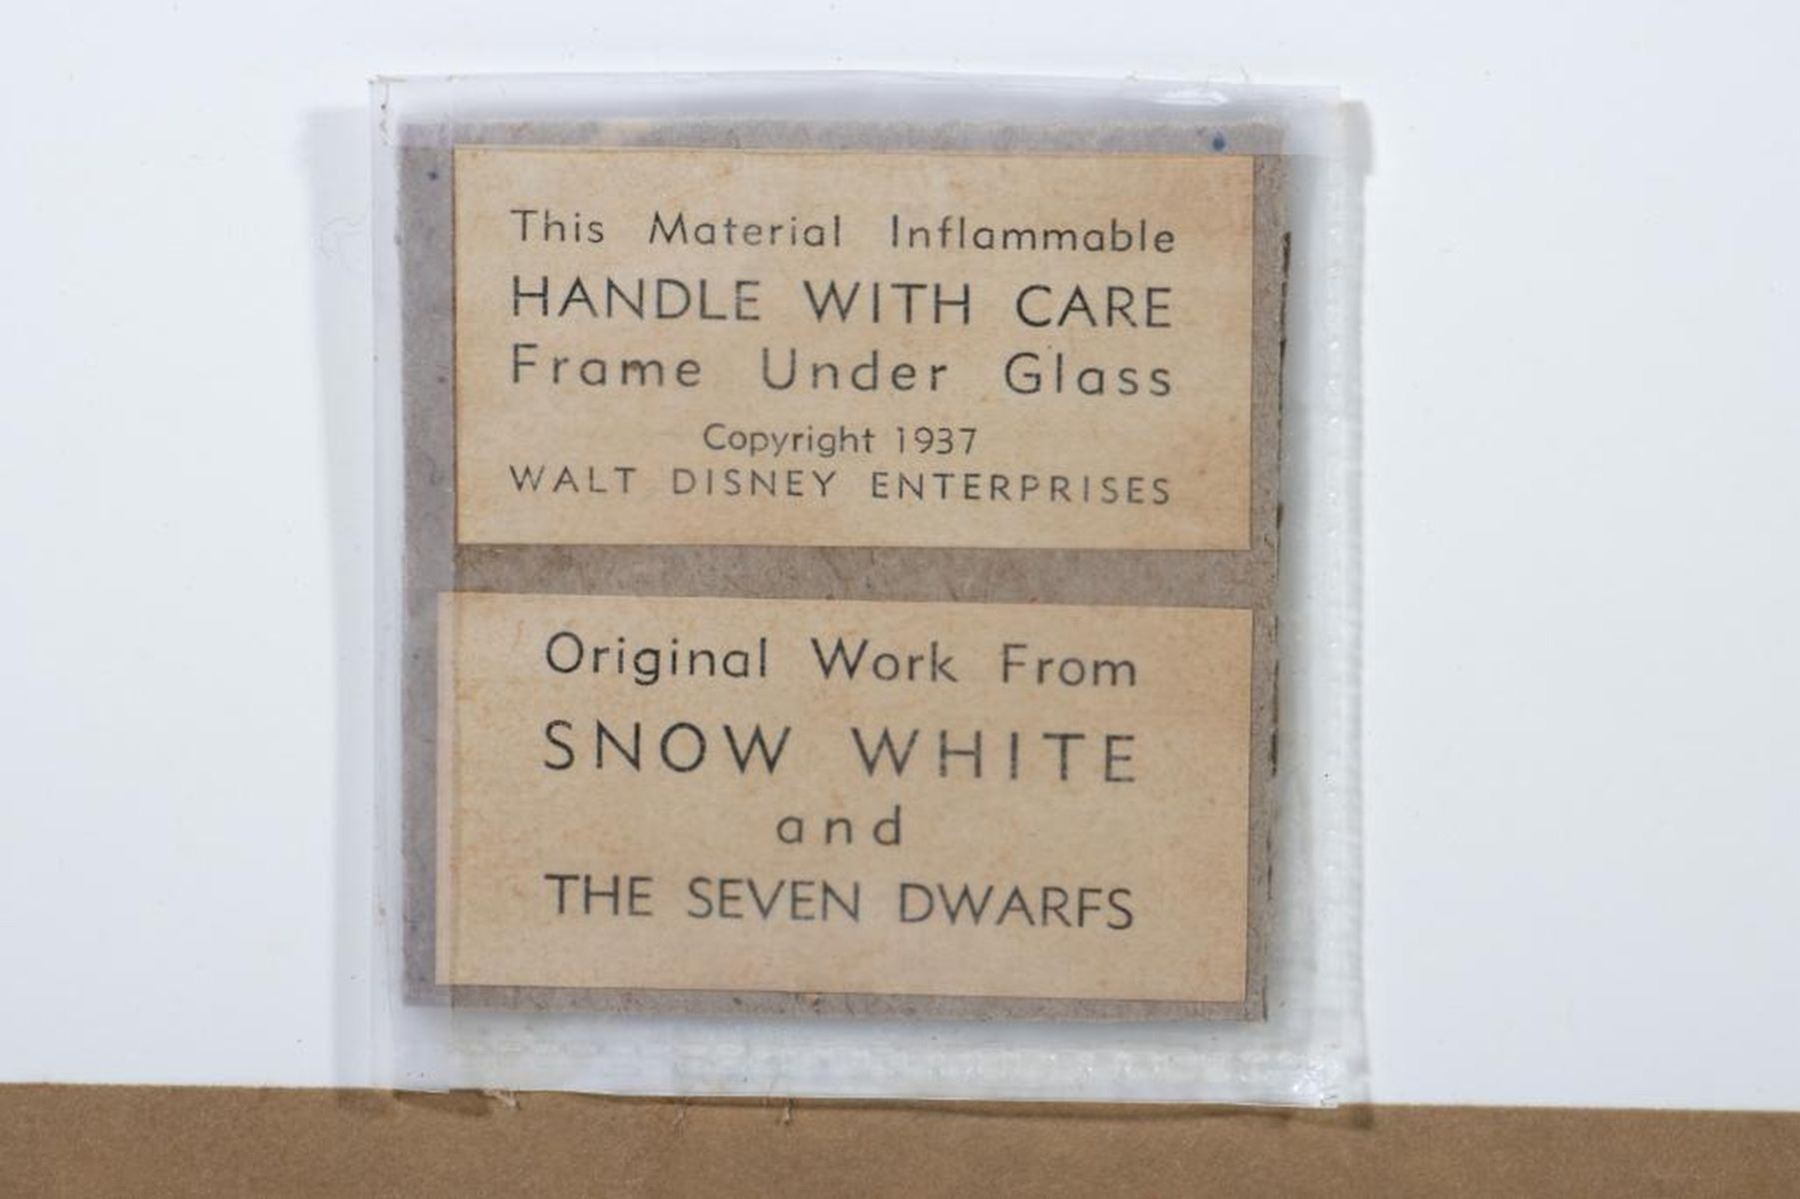 This Material Inflammable
HANDLE WITH CARE
Frame Under Glass
Copyright 1937
WALT DISNEY ENTERPRISES
Original Work From
SNOW WHITE
and
THE SEVEN DWARFS